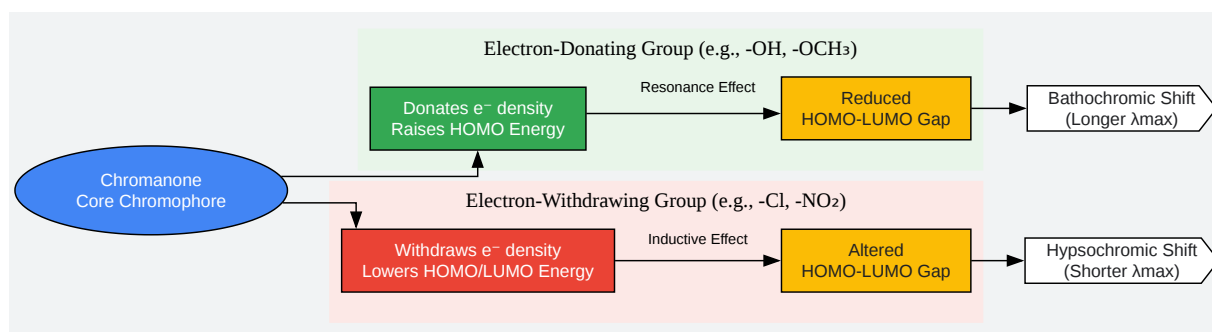 Electron-Donating Group (e.g., -OH, -OCH₃)
Donates e⁻ density
Raises HOMO Energy
Resonance Effect
Reduced
HOMO-LUMO Gap
Bathochromic Shift
(Longer λmax)
Chromanone
Core Chromophore
Electron-Withdrawing Group (e.g., -Cl, -NO₂)
Withdraws e⁻ density
Lowers HOMO/LUMO Energy
Inductive Effect
Altered
HOMO-LUMO Gap
Hypsochromic Shift
(Shorter λmax)